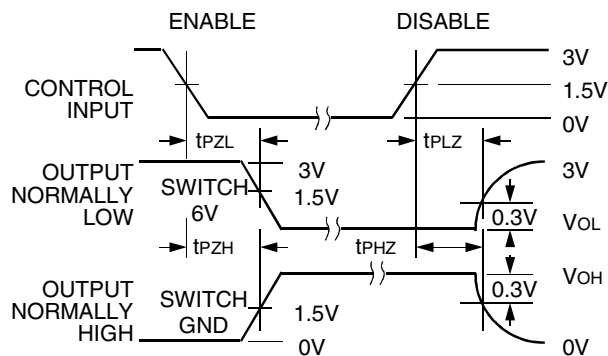 ENABLE
DISABLE
CONTROL
INPUT
3V
1.5V
0V
tPZL
tPLZ
OUTPUT
NORMALLY
LOW
SWITCH
6V
3V
1.5V
3V
0.3V
VOL
tPZH
tPHZ
OUTPUT
NORMALLY
HIGH
SWITCH
GND
1.5V
0V
VOH
0.3V
0V